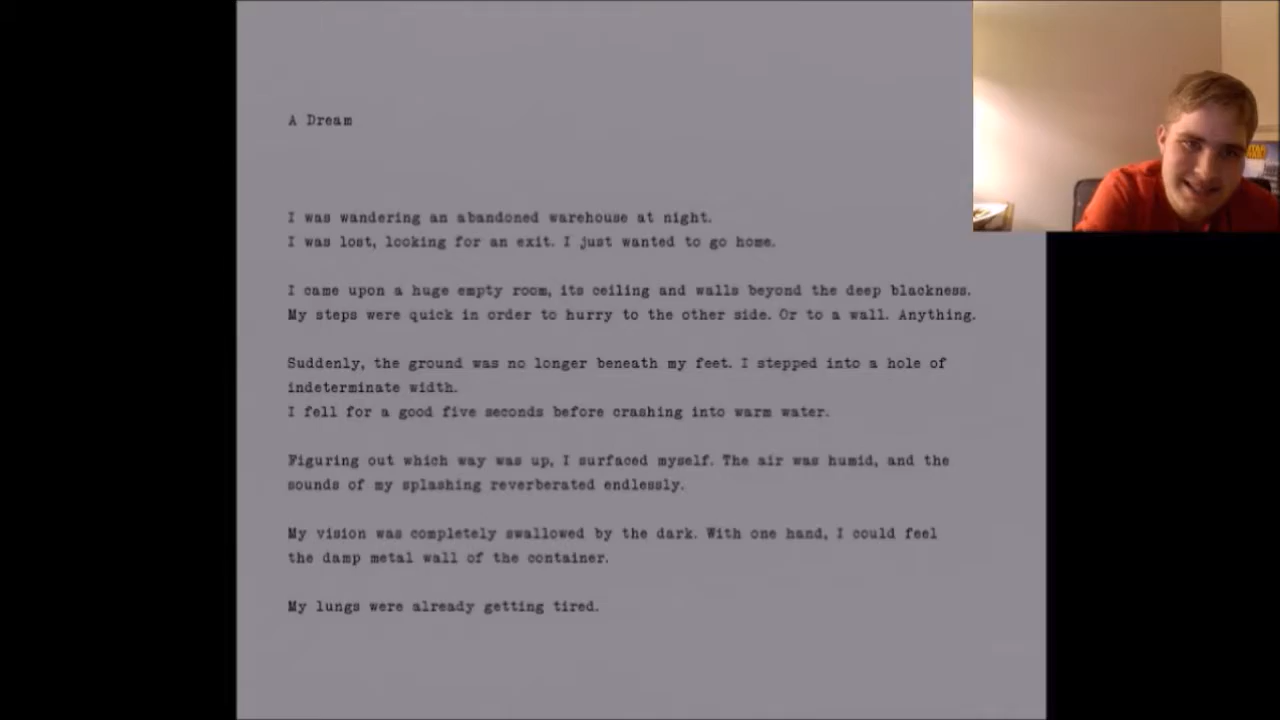 A Dream
I was wandering an abandoned warehouse at night.
I was lost, looking for an exit. I just wanted to go home.
I came upon a huge empty room, its ceiling and walls beyond the deep blackness.
My steps were quick in order to hurry to the other side. Or to a wall. Anything.
Suddenly, the ground was no longer beneath my feet. I stepped into a hole of
indeterminate width.
I fell for a good five seconds before crashing into warm water.
Figuring out which way was up, I surfaced myself. The air was humid, and the
sounds of my splashing reverberated endlessly.
My vision was completely swallowed by the dark. With one hand, I could feel
the damp metal wall of the container.
My lungs were already getting tired.